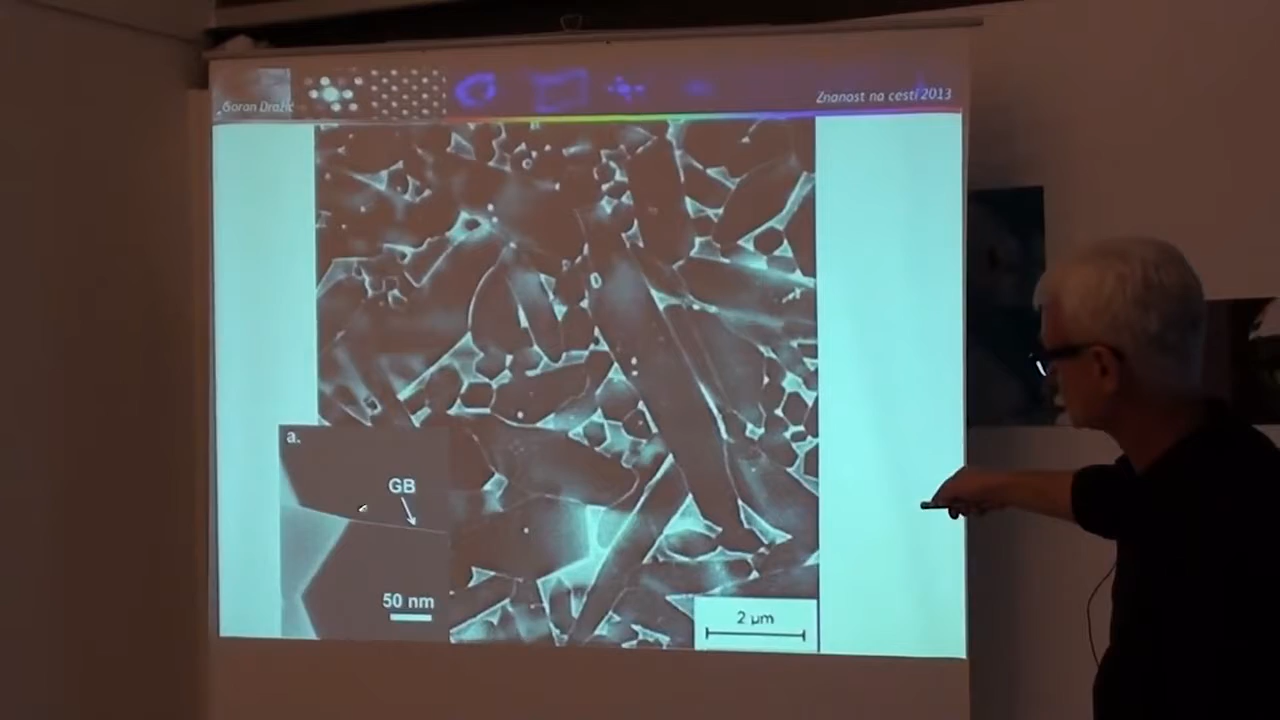 Goran Dražić
Znanost na cesti 2013
a.
GB
50 nm
2 µm